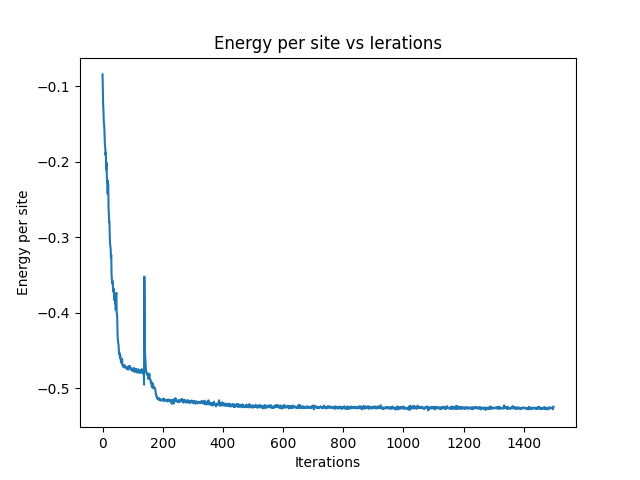 Energy per site vs Ierations
Energy per site
−0.1
−0.2
−0.3
−0.4
−0.5
0 200 400 600 800 1000 1200 1400
Iterations